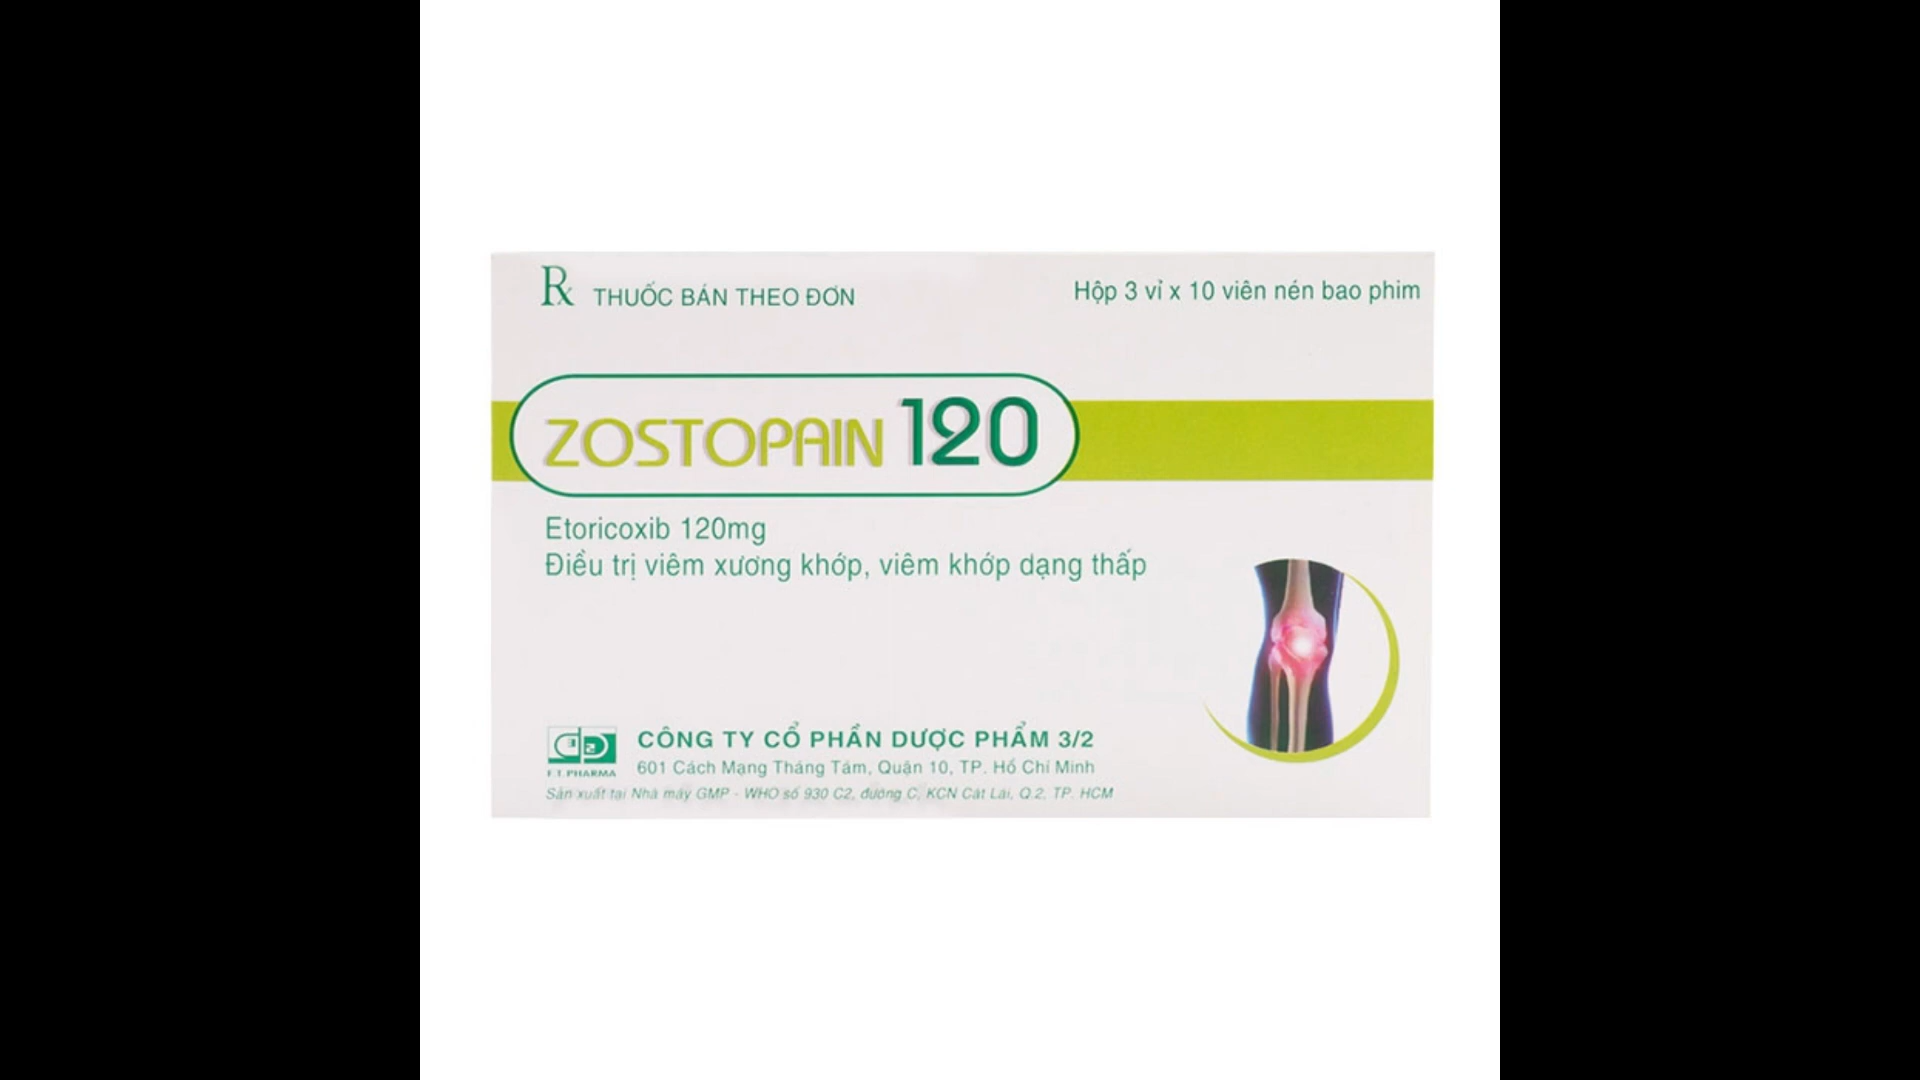 Rx THUỐC BÁN THEO ĐƠN
Hộp 3 vỉ x 10 viên nén bao phim
ZOSTOPAIN 120
Etoricoxib 120mg
Điều trị viêm xương khớp, viêm khớp dạng thấp
F.T. PHARMA
CÔNG TY CỔ PHẦN DƯỢC PHẨM 3/2
601 Cách Mạng Tháng Tám, Quận 10, TP. Hồ Chí Minh
Sản xuất tại Nhà máy GMP - WHO số 930 C2, đường C, KCN Cát Lái, Q.2, TP. HCM